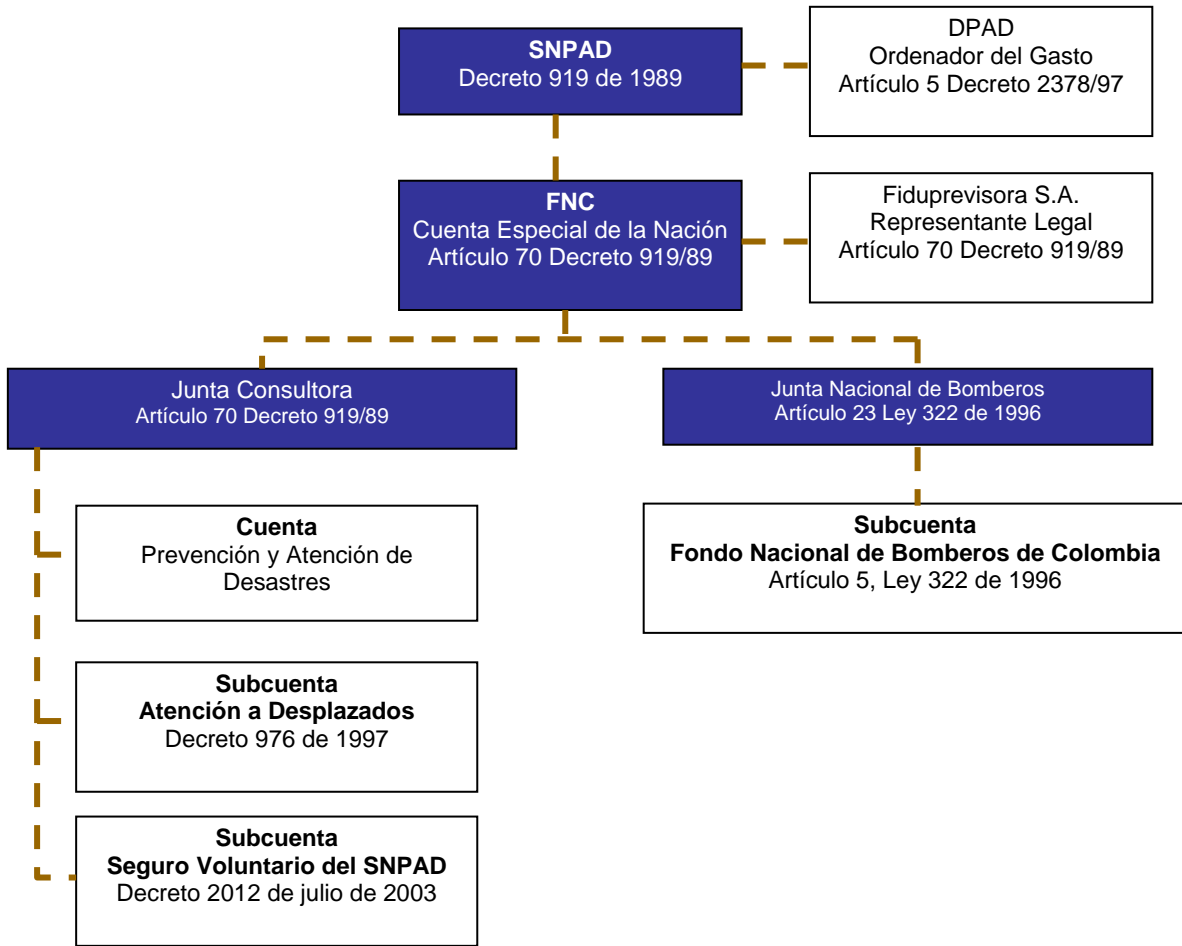 SNPAD
Decreto 919 de 1989
DPAD
Ordenador del Gasto
Artículo 5 Decreto 2378/97
FNC
Cuenta Especial de la Nación
Artículo 70 Decreto 919/89
Fiduprevisora S.A.
Representante Legal
Artículo 70 Decreto 919/89
Junta Consultora
Artículo 70 Decreto 919/89
Junta Nacional de Bomberos
Artículo 23 Ley 322 de 1996
Cuenta
Prevención y Atención de
Desastres
Subcuenta
Fondo Nacional de Bomberos de Colombia
Artículo 5, Ley 322 de 1996
Subcuenta
Atención a Desplazados
Decreto 976 de 1997
Subcuenta
Seguro Voluntario del SNPAD
Decreto 2012 de julio de 2003